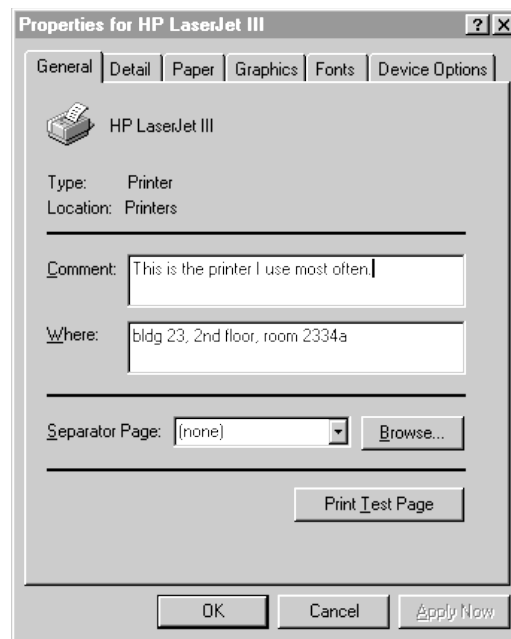 Properties for HP LaserJet III
? X
General Detail Paper Graphics Fonts Device Options
HP LaserJet III
Type: Printer
Location: Printers
Comment: This is the printer I use most often.
Where: bldg 23, 2nd floor, room 2334a
Separator Page: (none) Browse...
Print Test Page
OK Cancel Apply Now